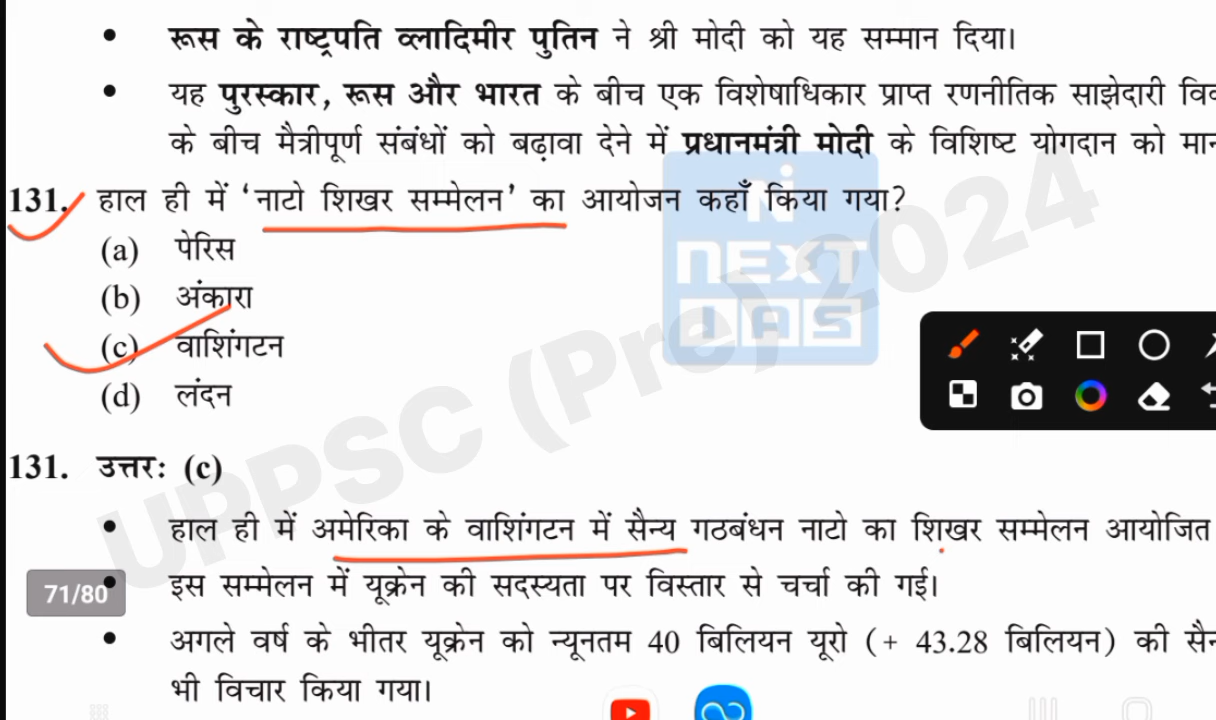 • रूस के राष्ट्रपति व्लादिमीर पुतिन ने श्री मोदी को यह सम्मान दिया।
• यह पुरस्कार, रूस और भारत के बीच एक विशेषाधिकार प्राप्त रणनीतिक साझेदारी
के बीच मैत्रीपूर्ण संबंधों को बढ़ावा देने में प्रधानमंत्री मोदी के विशिष्ट योगदान को
131. हाल ही में ‘नाटो शिखर सम्मेलन’ का आयोजन कहाँ किया गया?
(a) पेरिस
(b) अंकारा
(c) वाशिंगटन
(d) लंदन
NEXT
IAS
UPPSC (Pre) 2024
131. उत्तरः (c)
• हाल ही में अमेरिका के वाशिंगटन में सैन्य गठबंधन नाटो का शिखर सम्मेलन आयोजित
71/80
• इस सम्मेलन में यूक्रेन की सदस्यता पर विस्तार से चर्चा की गई।
• अगले वर्ष के भीतर यूक्रेन को न्यूनतम 40 बिलियन यूरो (+ 43.28 बिलियन) की
भी विचार किया गया।